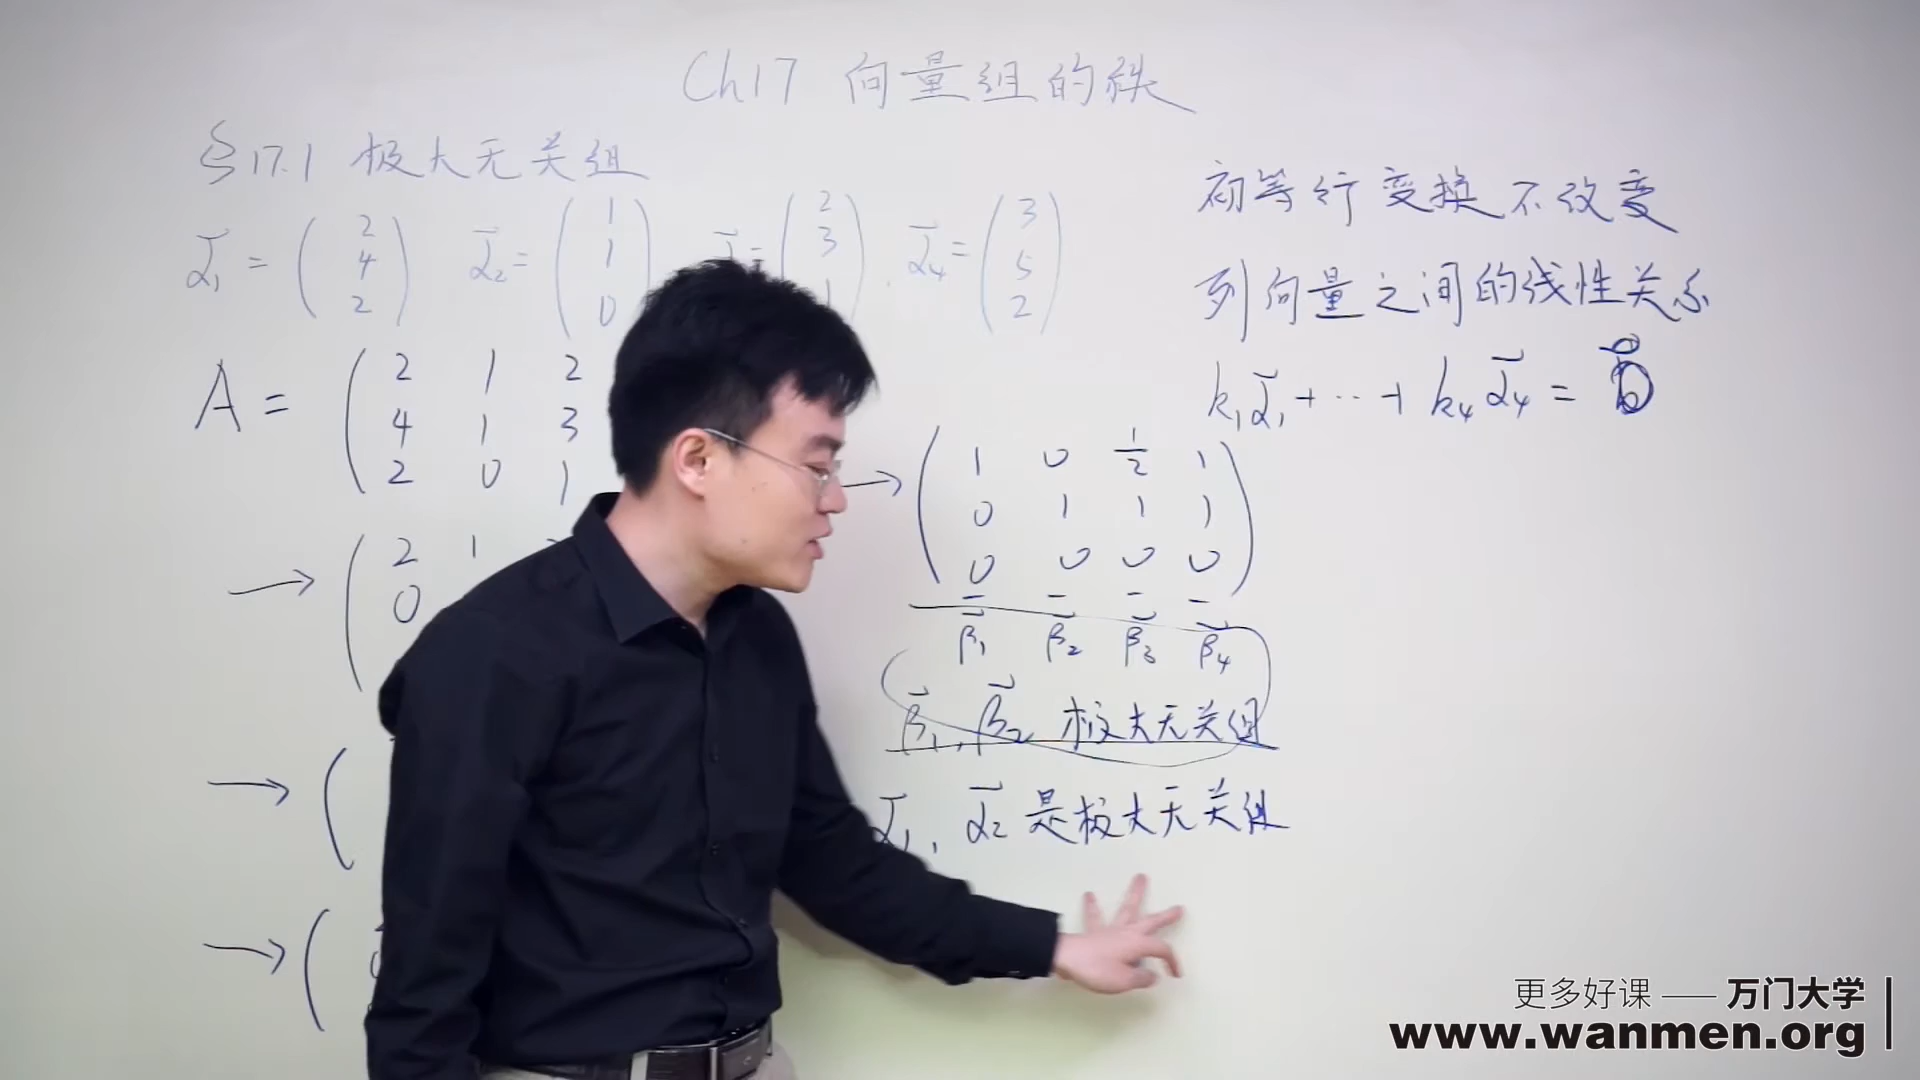 Ch17 向量组的秩
§17.1 极大无关组
α₁ = ( 2 4 2 ) α₂ = ( 1 1 0 ) = ( 2 3 1 ) , α₄ = ( 3 5 2 )
A = ( 2 1 2
4 1 3
2 0 1
→ ( 2 1
0
→ (
→ (
→ ( 1 0 1/2 1
0 1 1 1
0 0 0 0 )
β₁ β₂ β₃ β₄
β₁, β₂ 极大无关组
α₁, α₂ 是极大无关组
初等行变换不改变
列向量之间的线性关系
k₁α₁ + ⋯ + k₄α₄ =
更多好课 —— 万门大学
www.wanmen.org